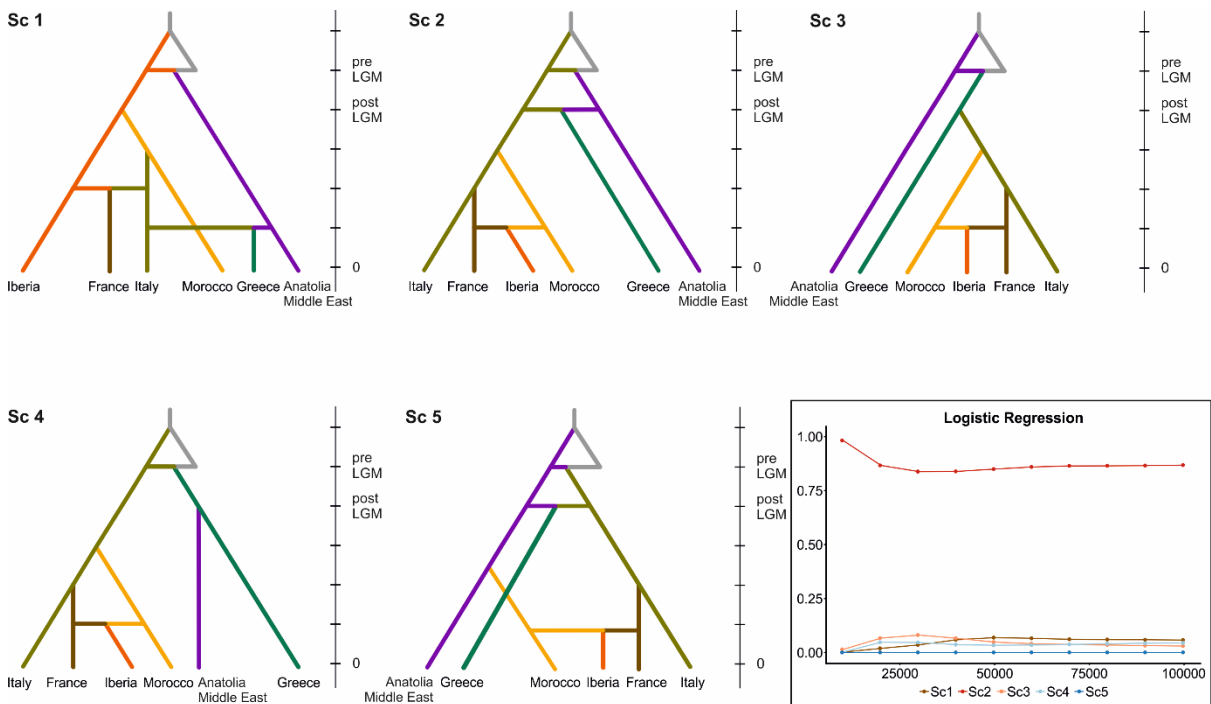 Sc 1
pre
LGM
post
LGM
0
Iberia France Italy Morocco Greece Anatolia
Middle East
Sc 2
pre
LGM
post
LGM
0
Italy France Iberia Morocco Greece Anatolia
Middle East
Sc 3
pre
LGM
post
LGM
0
Anatolia Greece Morocco Iberia France Italy
Middle East
Sc 4
pre
LGM
post
LGM
0
Italy France Iberia Morocco Anatolia Greece
Middle East
Sc 5
pre
LGM
post
LGM
0
Anatolia Greece Morocco Iberia France Italy
Middle East
Logistic Regression
1.00
0.75
0.50
0.25
0.00
25000 50000 75000 100000
Sc1 Sc2 Sc3 Sc4 Sc5